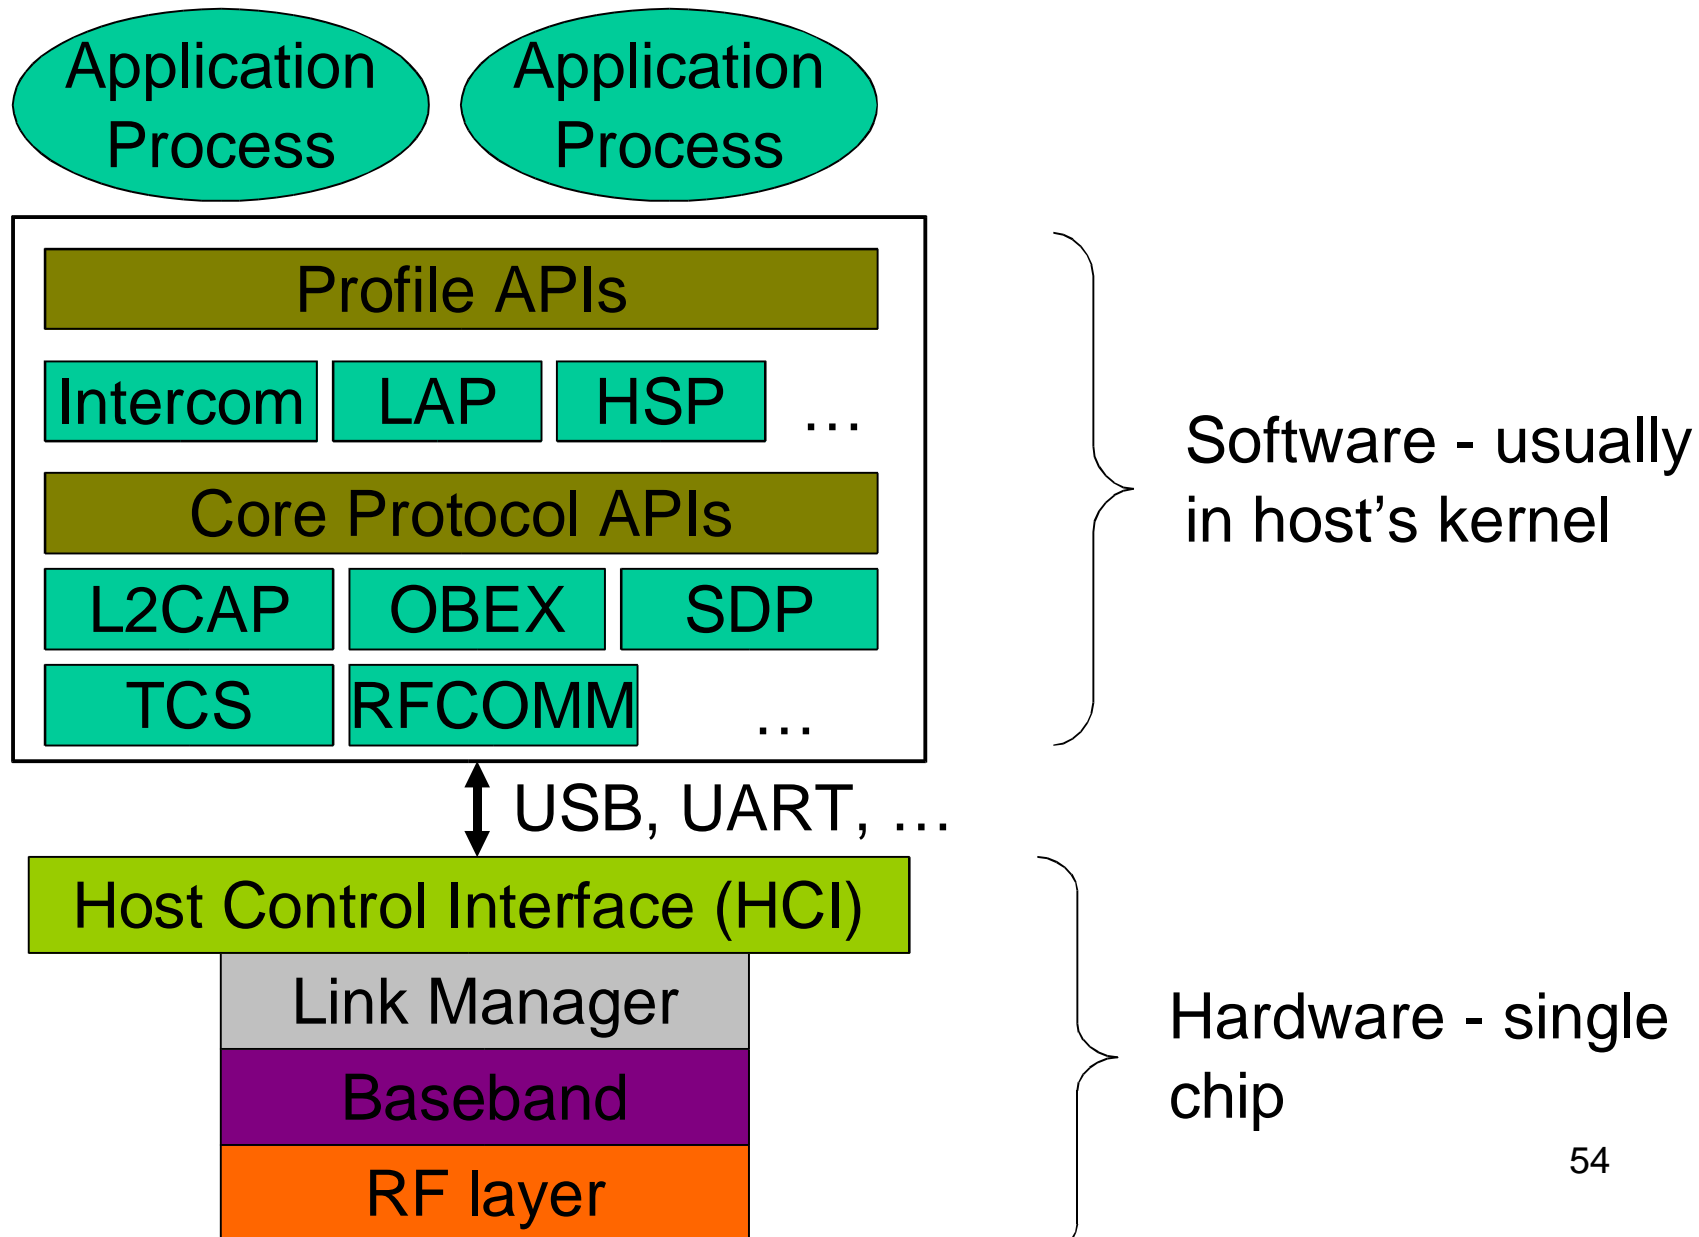 Application
Process
Application
Process
Profile APIs
Intercom LAP HSP …
Core Protocol APIs
L2CAP OBEX SDP
TCS RFCOMM …
Software - usually
in host’s kernel
USB, UART, …
Host Control Interface (HCI)
Link Manager
Baseband
RF layer
Hardware - single
chip
54